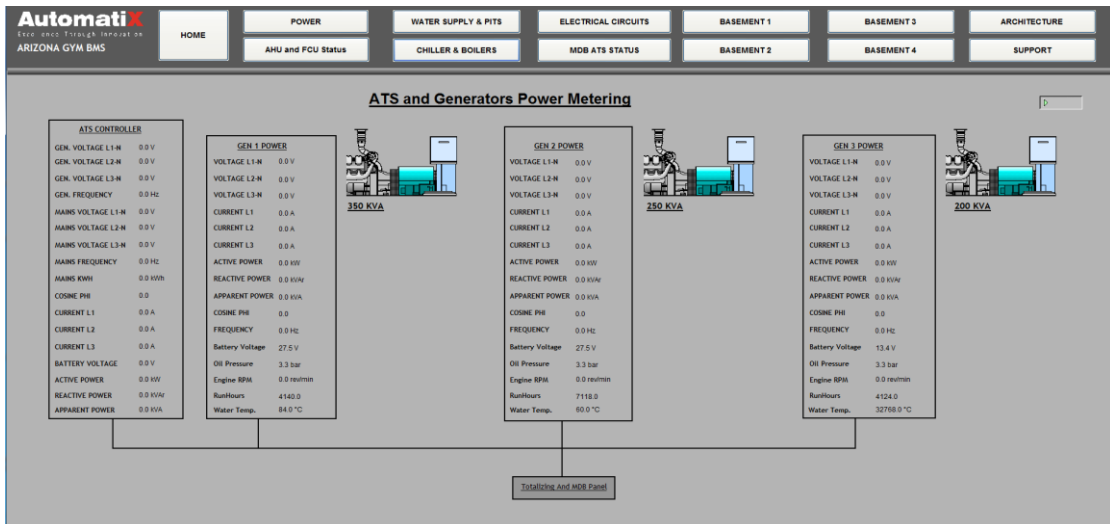 AutomatiX
Excellence Through Innovation
ARIZONA GYM BMS
HOME
POWER
WATER SUPPLY & PITS
ELECTRICAL CIRCUITS
BASEMENT 1
BASEMENT 3
ARCHITECTURE
AHU and FCU Status
CHILLER & BOILERS
MDB ATS STATUS
BASEMENT 2
BASEMENT 4
SUPPORT
ATS and Generators Power Metering
ATS CONTROLLER
GEN. VOLTAGE L1-N 0.0 V
GEN. VOLTAGE L2-N 0.0 V
GEN. VOLTAGE L3-N 0.0 V
GEN. FREQUENCY 0.0 Hz
MAINS VOLTAGE L1-N 0.0 V
MAINS VOLTAGE L2-N 0.0 V
MAINS VOLTAGE L3-N 0.0 V
MAINS FREQUENCY 0.0 Hz
MAINS KWH 0.0 kWh
COSINE PHI 0.0
CURRENT L1 0.0 A
CURRENT L2 0.0 A
CURRENT L3 0.0 A
BATTERY VOLTAGE 0.0 V
ACTIVE POWER 0.0 kW
REACTIVE POWER 0.0 kVAr
APPARENT POWER 0.0 kVA
GEN 1 POWER
VOLTAGE L1-N 0.0 V
VOLTAGE L2-N 0.0 V
VOLTAGE L3-N 0.0 V
CURRENT L1 0.0 A
CURRENT L2 0.0 A
CURRENT L3 0.0 A
ACTIVE POWER 0.0 kW
REACTIVE POWER 0.0 kVAr
APPARENT POWER 0.0 kVA
COSINE PHI 0.0
FREQUENCY 0.0 Hz
Battery Voltage 27.5 V
Oil Pressure 3.3 bar
Engine RPM 0.0 rev/min
RunHours 4140.0
Water Temp. 84.0 °C
350 KVA
GEN 2 POWER
VOLTAGE L1-N 0.0 V
VOLTAGE L2-N 0.0 V
VOLTAGE L3-N 0.0 V
CURRENT L1 0.0 A
CURRENT L2 0.0 A
CURRENT L3 0.0 A
ACTIVE POWER 0.0 kW
REACTIVE POWER 0.0 kVAr
APPARENT POWER 0.0 kVA
COSINE PHI 0.0
FREQUENCY 0.0 Hz
Battery Voltage 27.5 V
Oil Pressure 3.3 bar
Engine RPM 0.0 rev/min
RunHours 7118.0
Water Temp. 60.0 °C
250 KVA
GEN 3 POWER
VOLTAGE L1-N 0.0 V
VOLTAGE L2-N 0.0 V
VOLTAGE L3-N 0.0 V
CURRENT L1 0.0 A
CURRENT L2 0.0 A
CURRENT L3 0.0 A
ACTIVE POWER 0.0 kW
REACTIVE POWER 0.0 kVAr
APPARENT POWER 0.0 kVA
COSINE PHI 0.0
FREQUENCY 0.0 Hz
Battery Voltage 13.4 V
Oil Pressure 3.3 bar
Engine RPM 0.0 rev/min
RunHours 4124.0
Water Temp. 32768.0 °C
200 KVA
Totalizing And MDB Panel